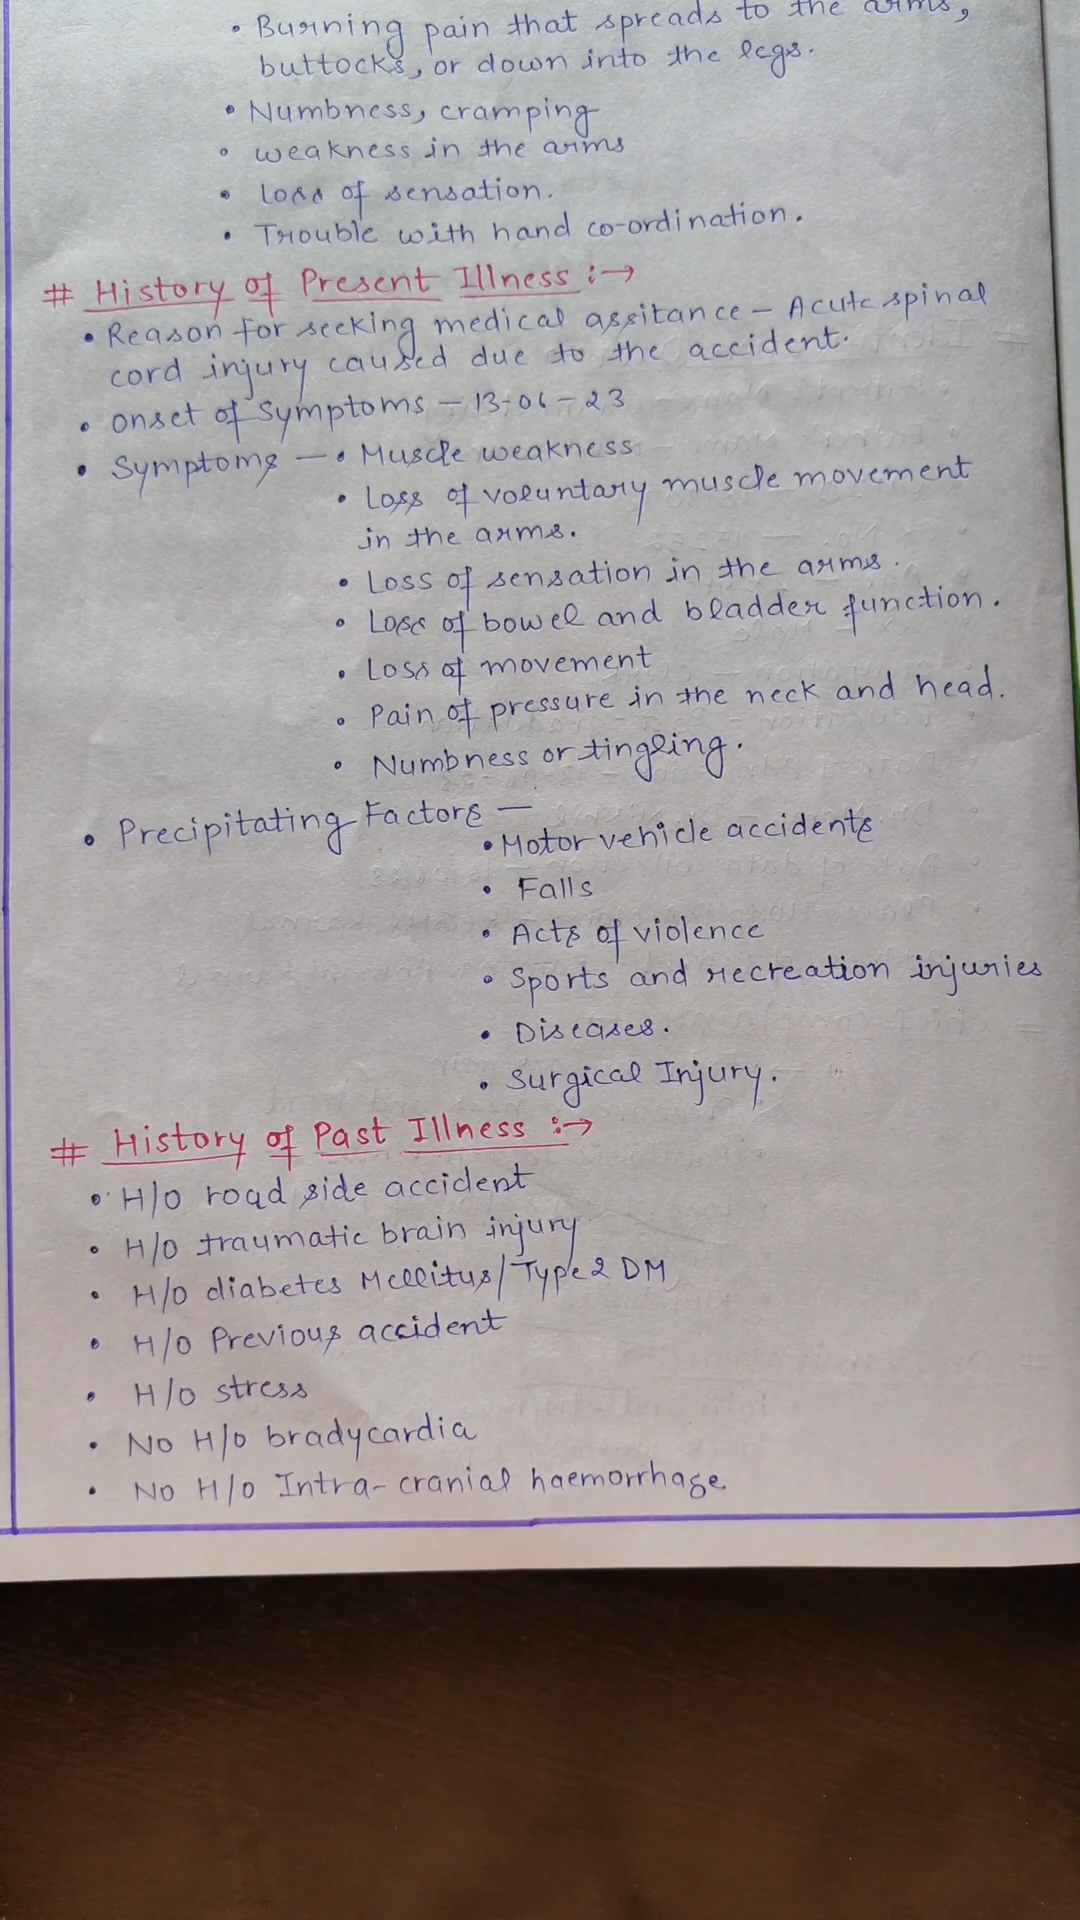 • Burning pain that spreads to the arms,
buttocks, or down into the legs.
• Numbness, cramping
• weakness in the arms
• Loss of sensation.
• Trouble with hand co-ordination.
# History of Present Illness :→
• Reason for seeking medical assitance – Acute spinal
cord injury caused due to the accident.
• onset of Symptoms – 13-06-23
• Symptoms – • Muscle weakness
• Loss of voluntary muscle movement
in the arms.
• Loss of sensation in the arms.
• Loss of bowel and bladder function.
• Loss of movement
• Pain of pressure in the neck and head.
• Numbness or tingling.
• Precipitating Factors –
• Motor vehicle accidents
• Falls
• Acts of violence
• Sports and recreation injuries
• Diseases.
• Surgical Injury.
# History of Past Illness :→
• H/O road side accident
• H/O traumatic brain injury
• H/O diabetes Mellitus/Type 2 DM
• H/O Previous accident
• H/O stress
• No H/O bradycardia
• No H/O Intra-cranial haemorrhage